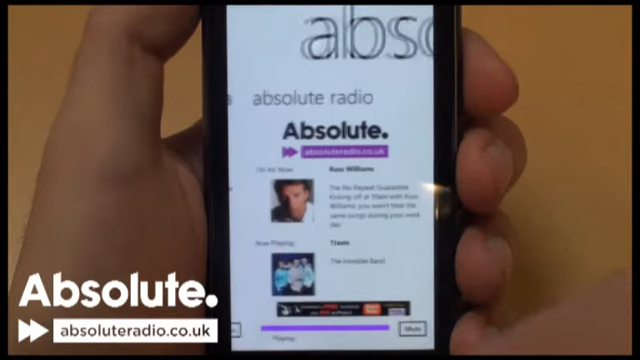 abso
absolute radio
Absolute.
absoluteradio.co.uk
On Air Now:
Russ Williams
The No Repeat Guarantee
Kicking off at 10am with Russ
Williams, you won't hear the
same songs during your work
day
Now Playing:
Travis
The Invisible Band
Mute
Playing:
Absolute.
absoluteradio.co.uk